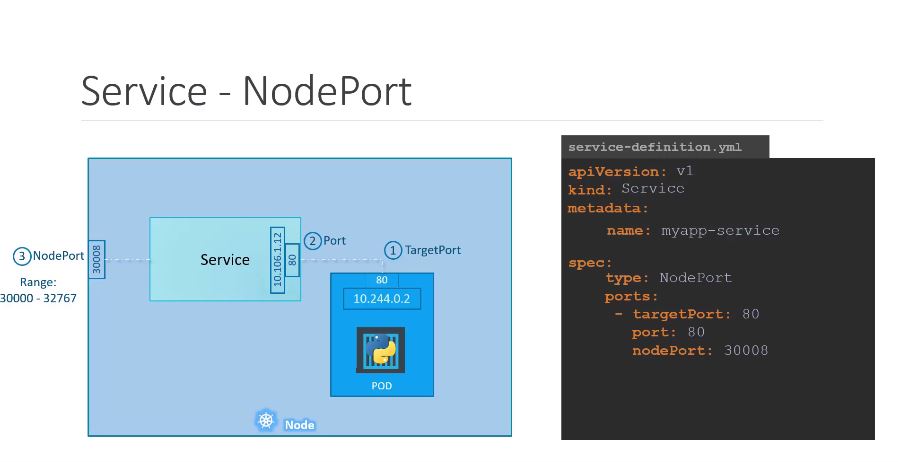 Service - NodePort
3 NodePort
Range:
30000 - 32767
30008
Service
10.106.1.12
80
2 Port
1 TargetPort
80
10.244.0.2
POD
Node
service-definition.yml
apiVersion: v1
kind: Service
metadata:
name: myapp-service
spec:
type: NodePort
ports:
- targetPort: 80
port: 80
nodePort: 30008